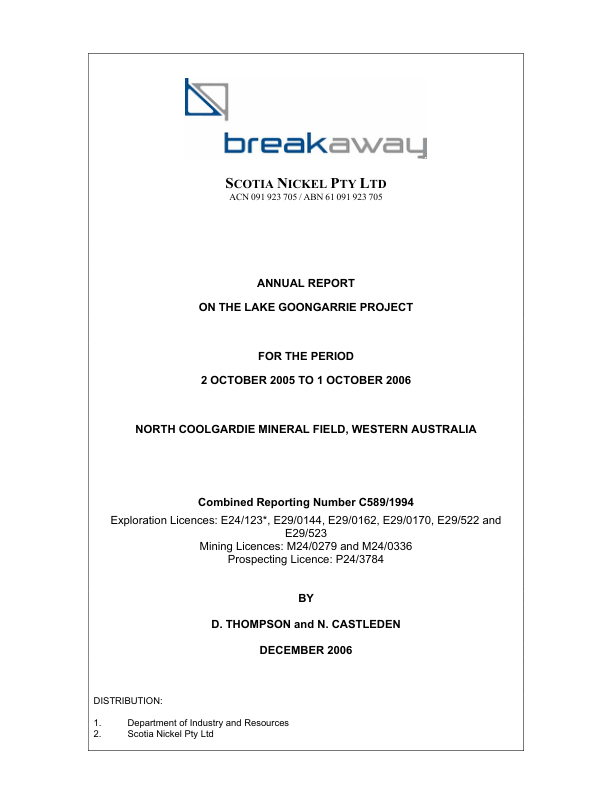 breakaway
SCOTIA NICKEL PTY LTD
ACN 091 923 705 / ABN 61 091 923 705
ANNUAL REPORT
ON THE LAKE GOONGARRIE PROJECT
FOR THE PERIOD
2 OCTOBER 2005 TO 1 OCTOBER 2006
NORTH COOLGARDIE MINERAL FIELD, WESTERN AUSTRALIA
Combined Reporting Number C589/1994
Exploration Licences: E24/123*, E29/0144, E29/0162, E29/0170, E29/522 and
E29/523
Mining Licences: M24/0279 and M24/0336
Prospecting Licence: P24/3784
BY
D. THOMPSON and N. CASTLEDEN
DECEMBER 2006
DISTRIBUTION:
1. Department of Industry and Resources
2. Scotia Nickel Pty Ltd